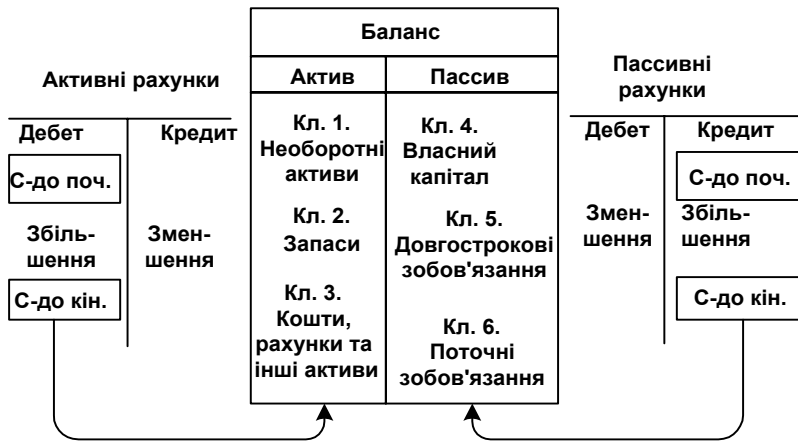 Баланс
Активні рахунки
Актив
Пассив
Пассивні
рахунки
Дебет
Кредит
С-до поч.
Збіль-
шення
Змен-
шення
С-до кін.
Кл. 1.
Необоротні
активи
Кл. 2.
Запаси
Кл. 3.
Кошти,
рахунки та
інші активи
Кл. 4.
Власний
капітал
Кл. 5.
Довгострокові
зобов'язання
Кл. 6.
Поточні
зобов'язання
Дебет
Кредит
С-до поч.
Змен-
шення
Збіль-
шення
С-до кін.